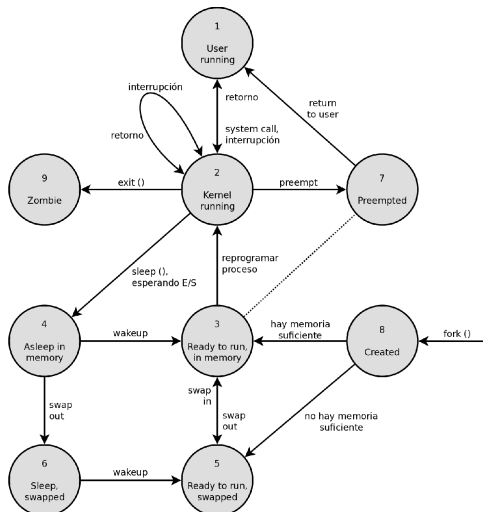 1
User
running
interrupción
retorno
return
to user
retorno
system call,
interrupción
9
Zombie
exit ()
2
Kernel
running
preempt
7
Preempted
sleep (),
esperando E/S
reprogramar
proceso
4
Asleep in
memory
wakeup
3
Ready to run,
in memory
hay memoria
suficiente
8
Created
fork ()
swap
out
swap
in
swap
out
no hay memoria
suficiente
6
Sleep,
swapped
wakeup
5
Ready to run,
swapped